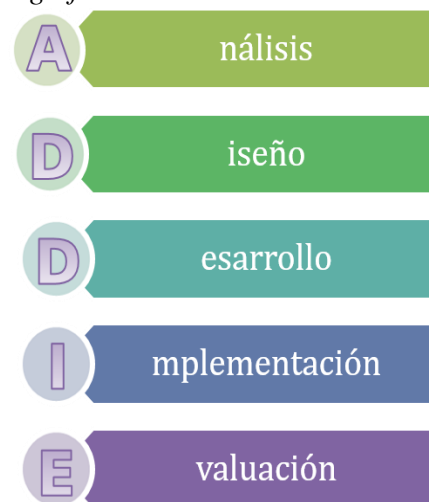 A nálisis
D iseño
D esarrollo
I mplementación
E valuación